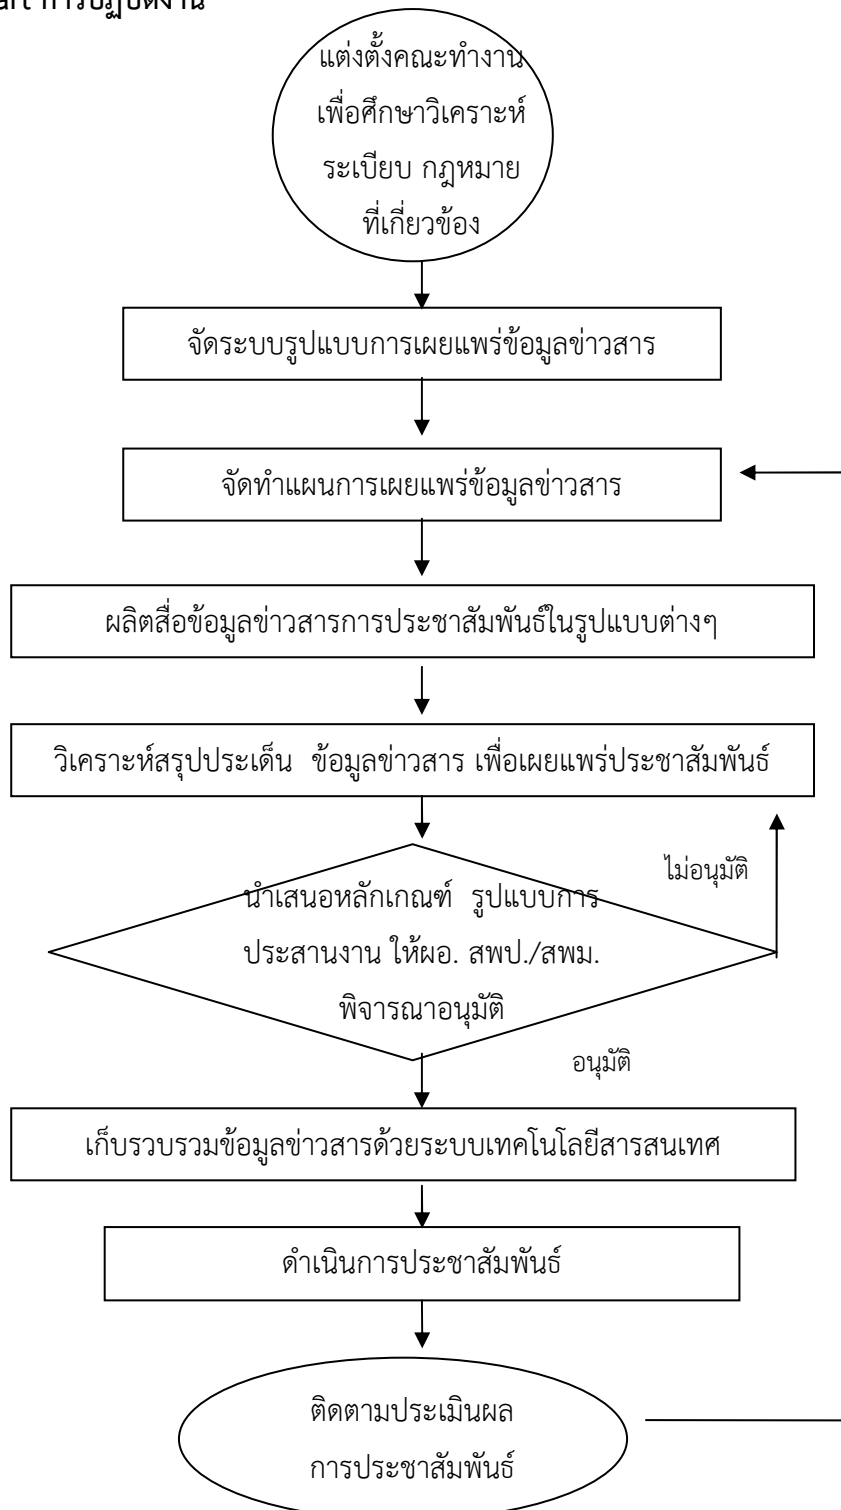 การปฏิบัติงาน
แต่งตั้งคณะทำงาน
เพื่อศึกษาวิเคราะห์
ระเบียบ กฎหมาย
ที่เกี่ยวข้อง
จัดระบบรูปแบบการเผยแพร่ข้อมูลข่าวสาร
จัดทำแผนการเผยแพร่ข้อมูลข่าวสาร
ผลิตสื่อข้อมูลข่าวสารการประชาสัมพันธ์ในรูปแบบต่างๆ
วิเคราะห์สรุปประเด็น ข้อมูลข่าวสาร เพื่อเผยแพร่ประชาสัมพันธ์
ไม่อนุมัติ
นำเสนอหลักเกณฑ์ รูปแบบการ
ประสานงาน ให้ผอ. สพป./สพม.
พิจารณาอนุมัติ
อนุมัติ
เก็บรวบรวมข้อมูลข่าวสารด้วยระบบเทคโนโลยีสารสนเทศ
ดำเนินการประชาสัมพันธ์
ติดตามประเมินผล
การประชาสัมพันธ์